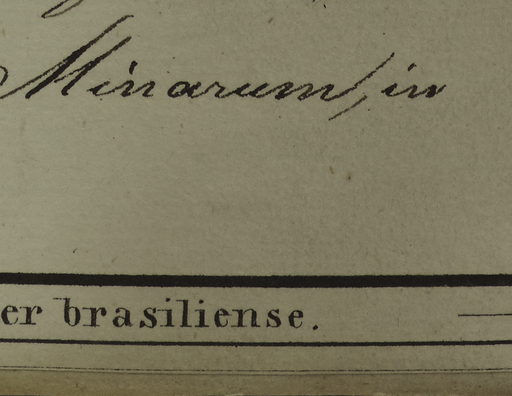 Minarum, in
er brasiliense.